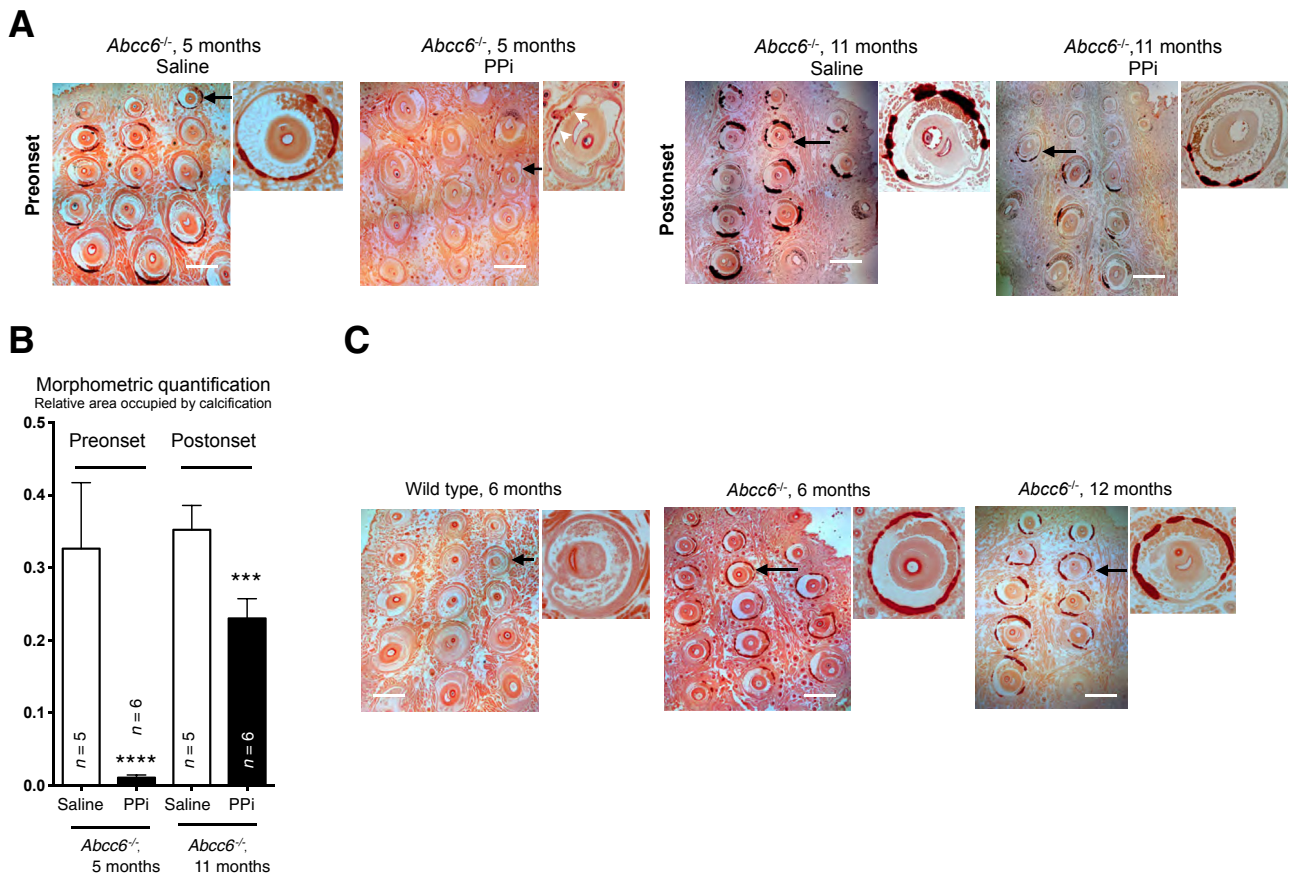 A
Abcc6-/-, 5 months
Saline
Abcc6-/-, 5 months
PPi
Abcc6-/-, 11 months
Saline
Abcc6-/-,11 months
PPi
Preonset
Postonset
B
Morphometric quantification
Relative area occupied by calcification
Preonset
Postonset
0.5
0.4
0.3
0.2
0.1
0.0
n = 5
n = 6
****
n = 5
***
n = 6
Saline
PPi
Saline
PPi
Abcc6-/-,
5 months
Abcc6-/-,
11 months
C
Wild type, 6 months
Abcc6-/-, 6 months
Abcc6-/-, 12 months